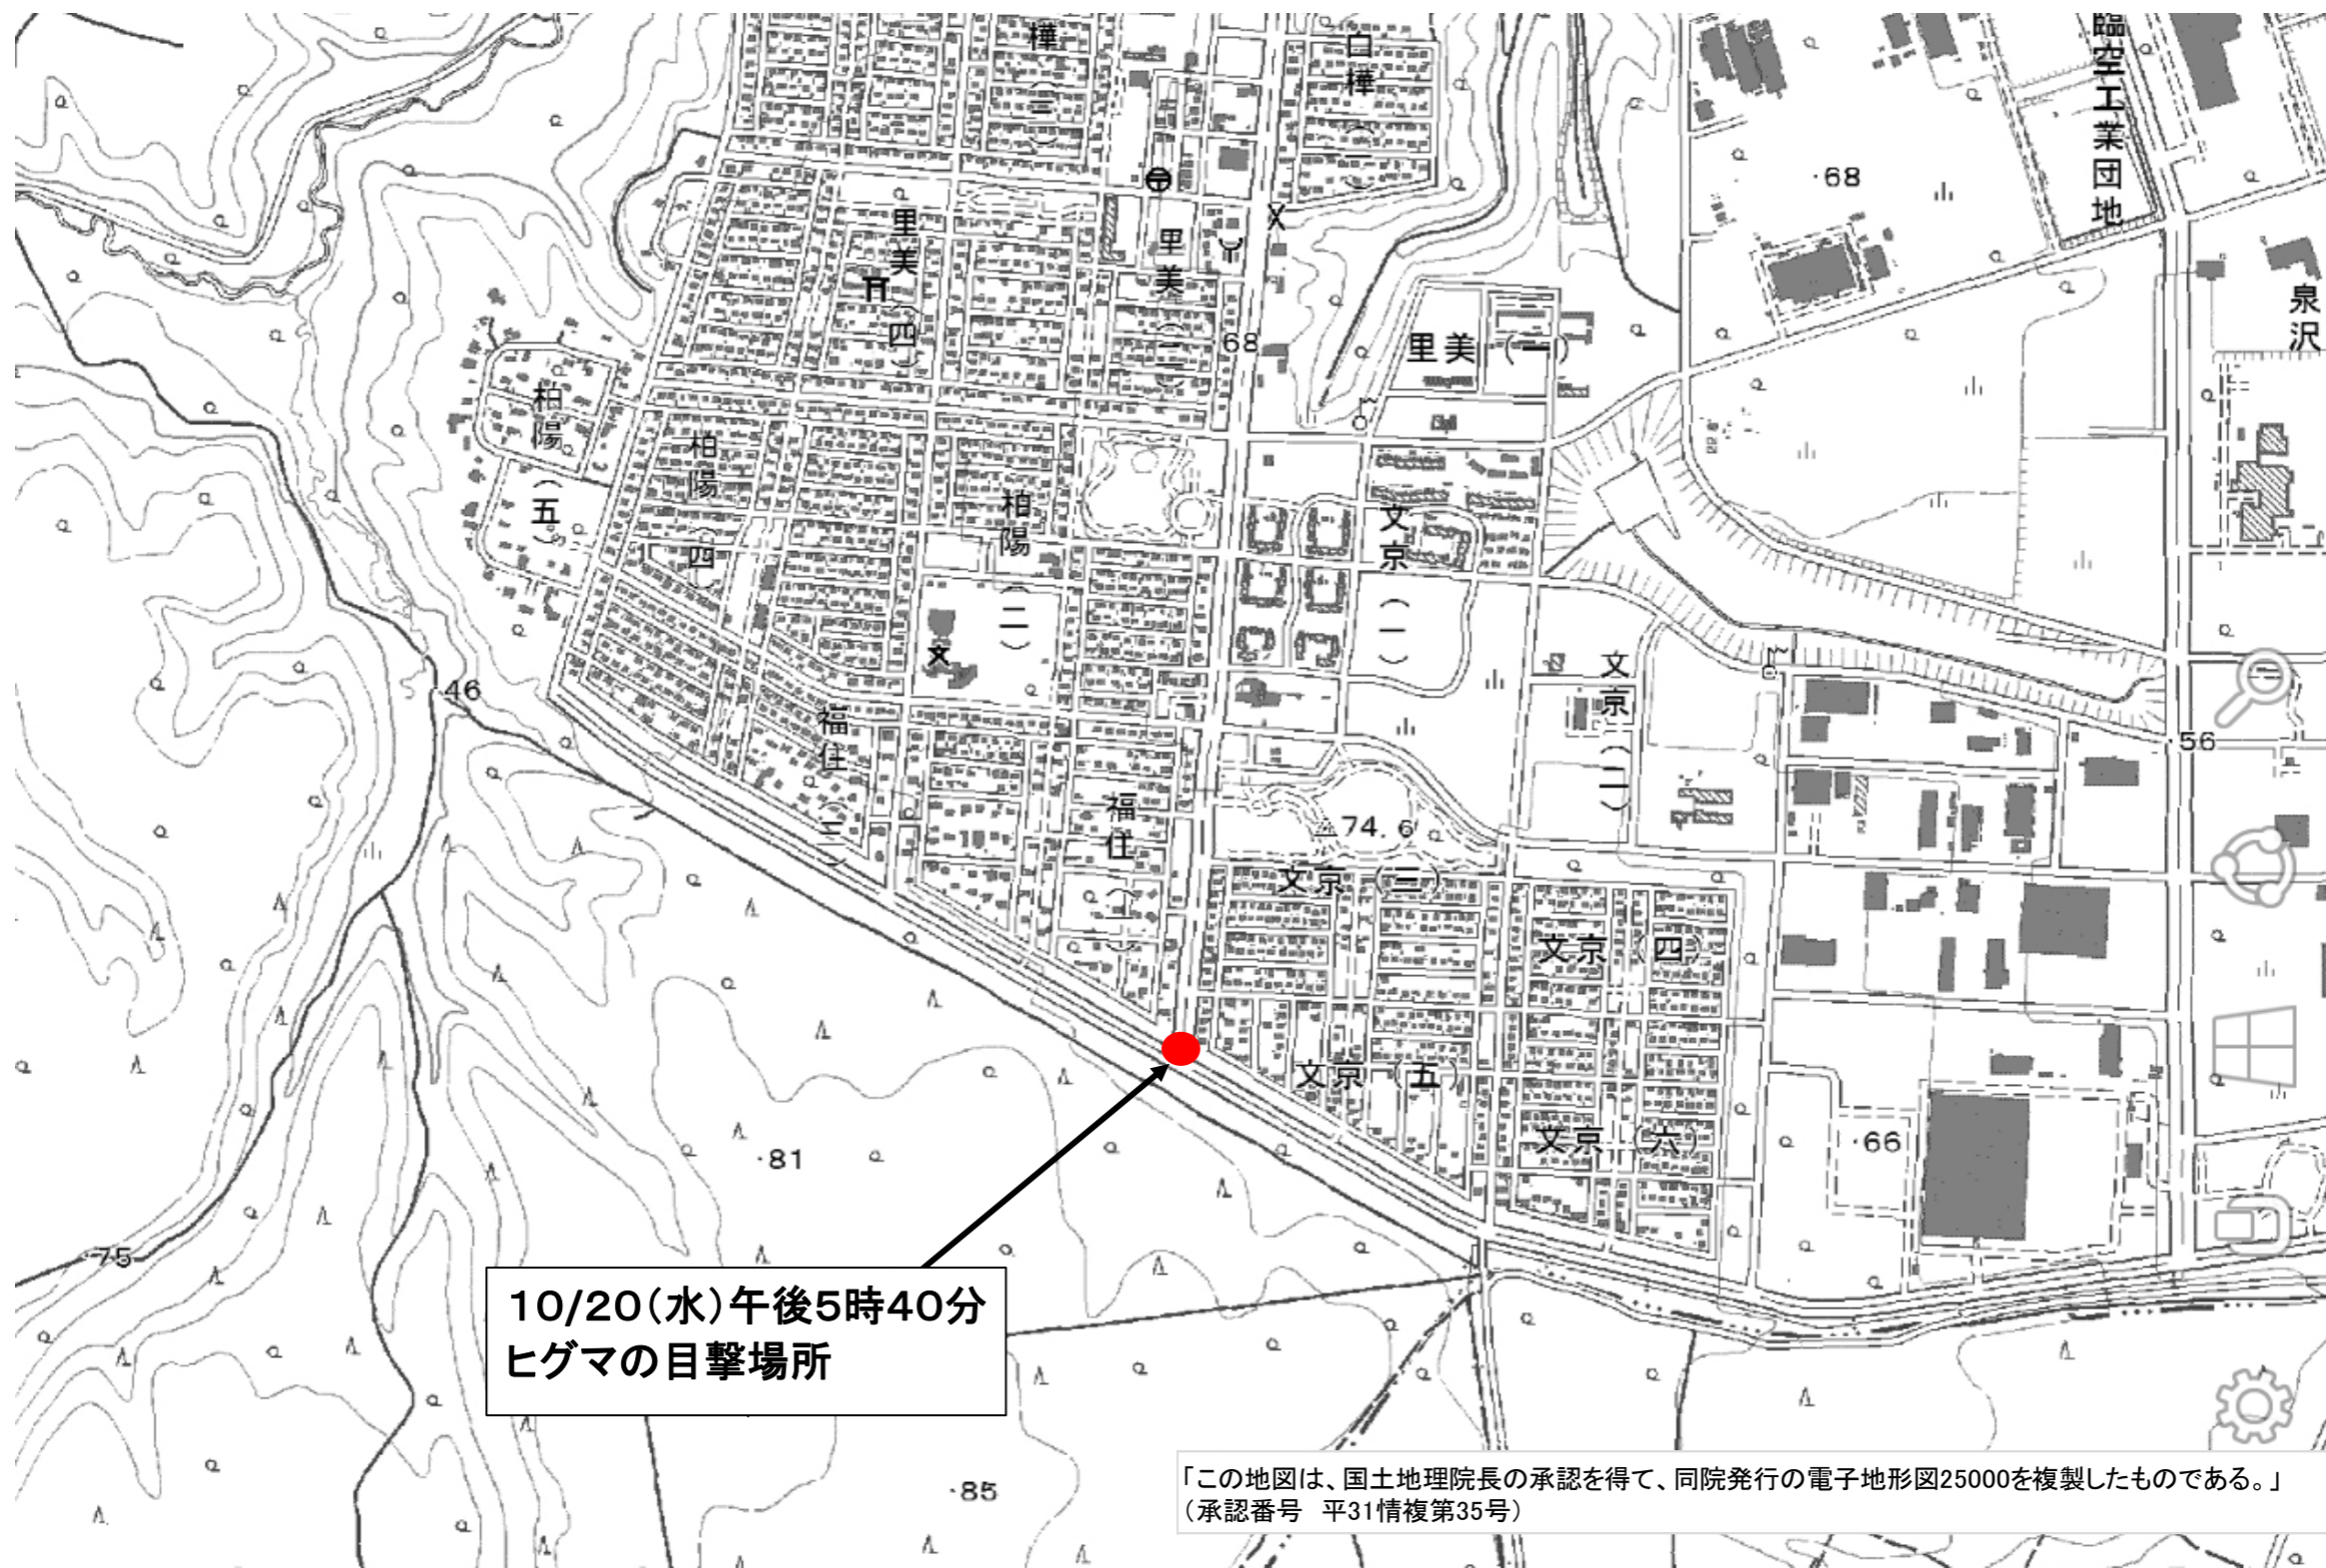 樺(三)
白樺(一)
臨空工業団地
・68
里美(四)
里美(二)
68
里美(一)
泉沢
柏陽(五)
柏陽(四)
柏陽(二)
文京(一)
文
46
文京(二)
福住(三)
56
福住(二)
74.6
文京(三)
文京(四)
文京(五)
文京(六)
・66
・81
・75
10/20(水)午後5時40分
ヒグマの目撃場所
「この地図は、国土地理院長の承認を得て、同院発行の電子地形図25000を複製したものである。」
(承認番号 平31情複第35号)
・85